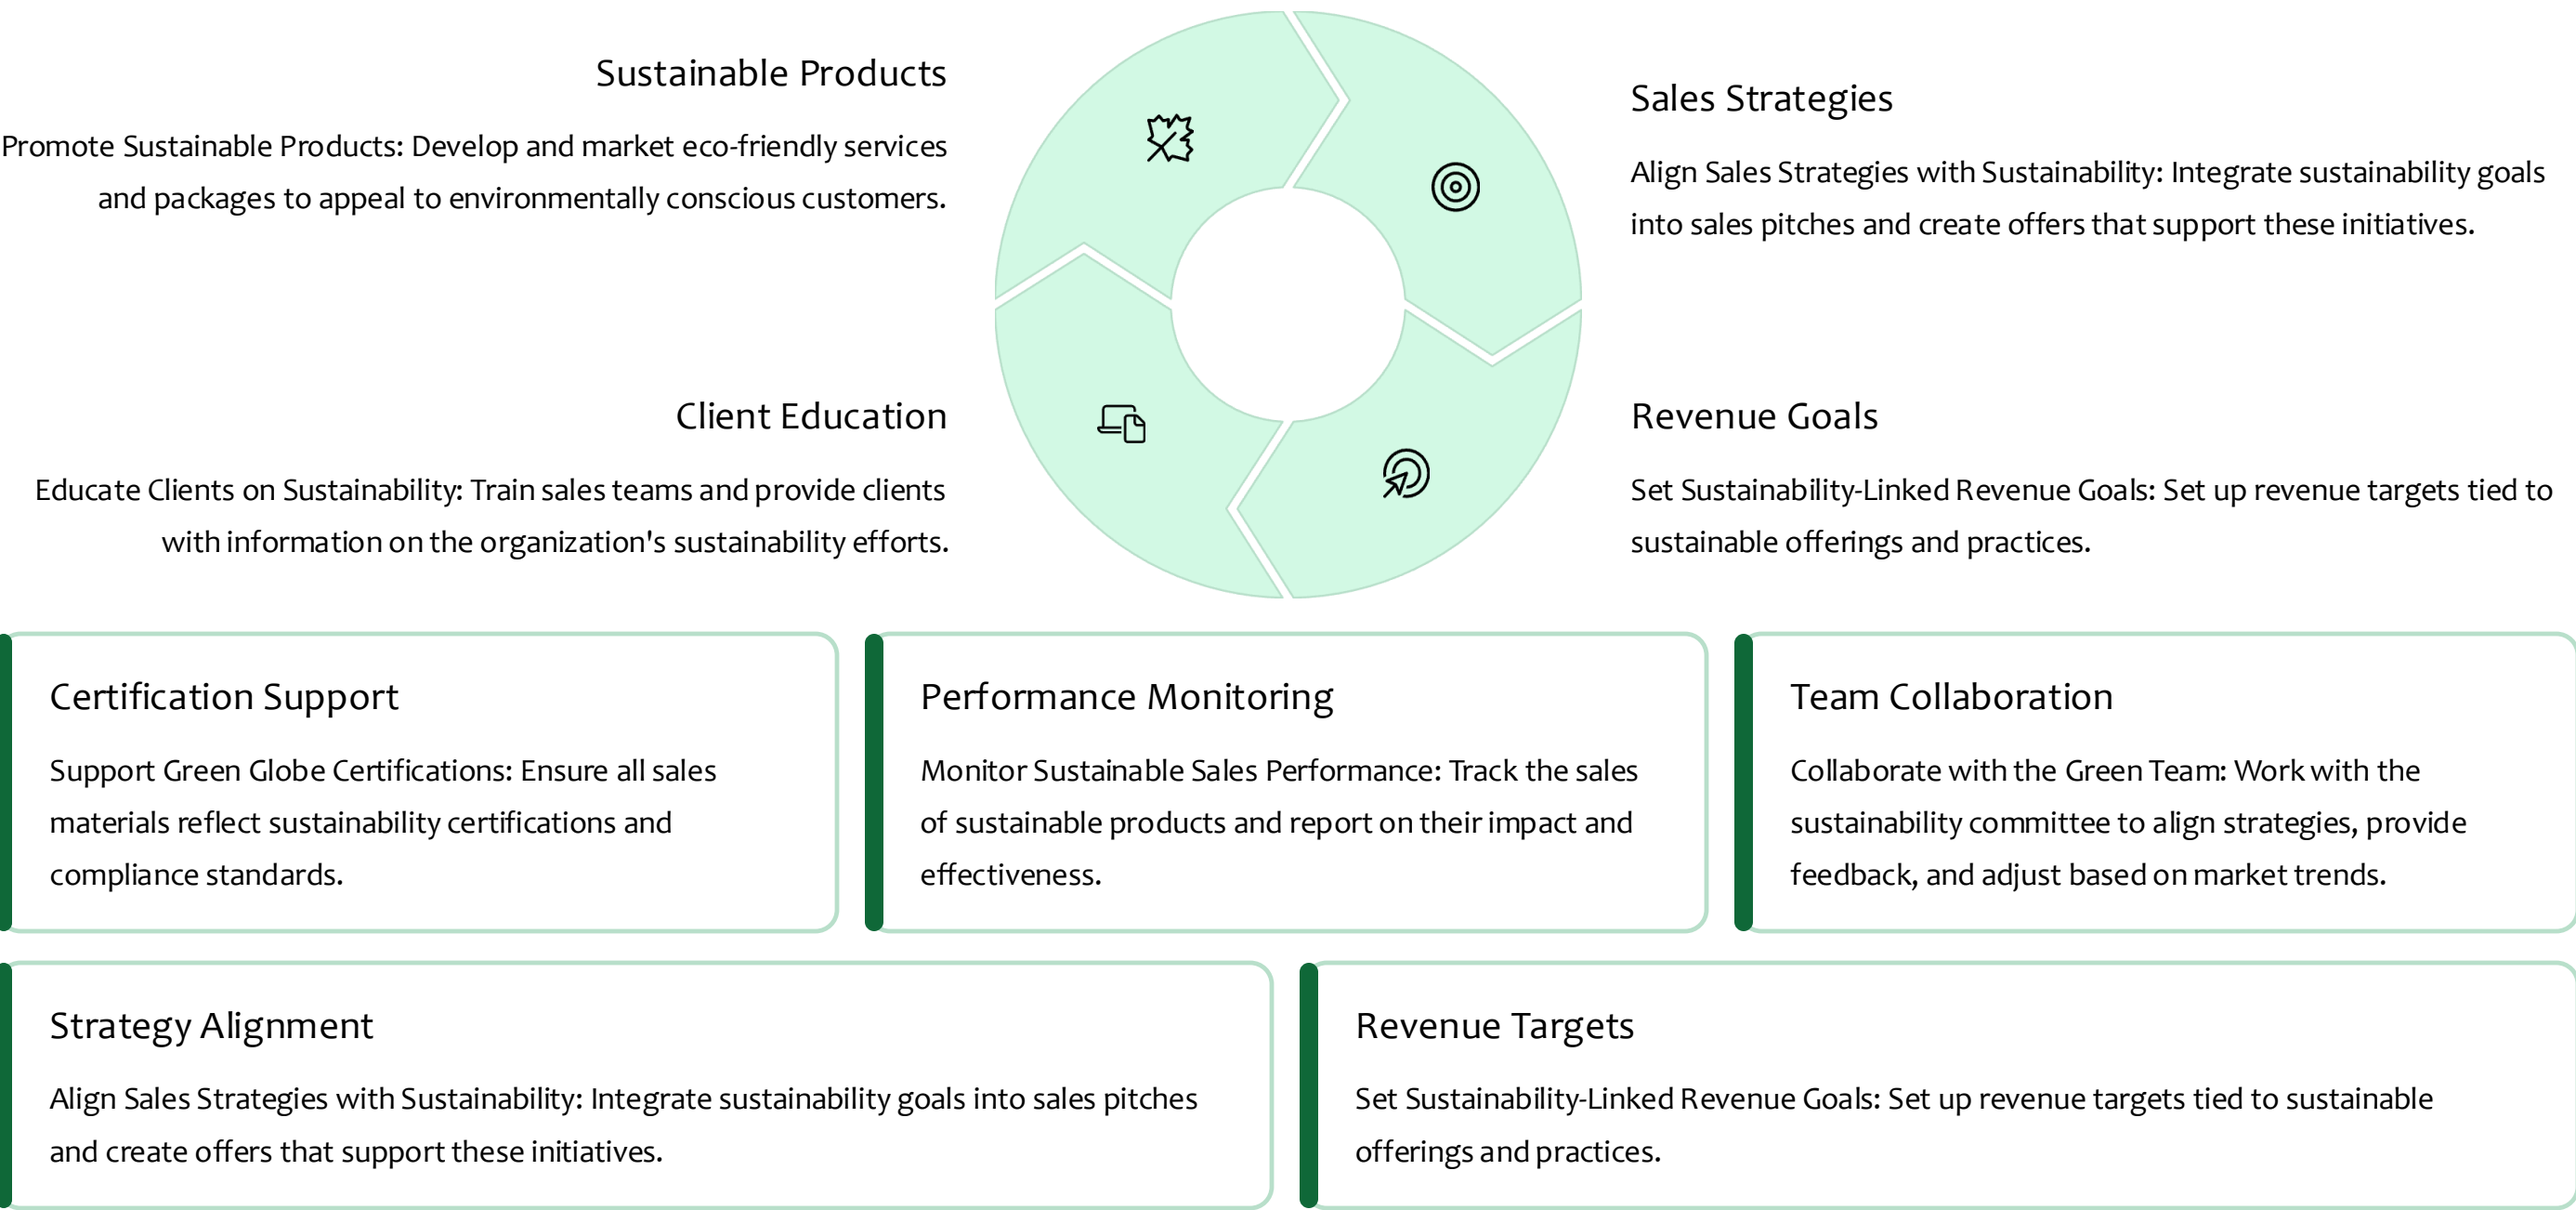 Sustainable Products
Promote Sustainable Products: Develop and market eco-friendly services
and packages to appeal to environmentally conscious customers.
Sales Strategies
Align Sales Strategies with Sustainability: Integrate sustainability goals
into sales pitches and create offers that support these initiatives.
Client Education
Educate Clients on Sustainability: Train sales teams and provide clients
with information on the organization's sustainability efforts.
Revenue Goals
Set Sustainability-Linked Revenue Goals: Set up revenue targets tied to
sustainable offerings and practices.
Certification Support
Support Green Globe Certifications: Ensure all sales
materials reflect sustainability certifications and
compliance standards.
Performance Monitoring
Monitor Sustainable Sales Performance: Track the sales
of sustainable products and report on their impact and
effectiveness.
Team Collaboration
Collaborate with the Green Team: Work with the
sustainability committee to align strategies, provide
feedback, and adjust based on market trends.
Strategy Alignment
Align Sales Strategies with Sustainability: Integrate sustainability goals into sales pitches
and create offers that support these initiatives.
Revenue Targets
Set Sustainability-Linked Revenue Goals: Set up revenue targets tied to sustainable
offerings and practices.